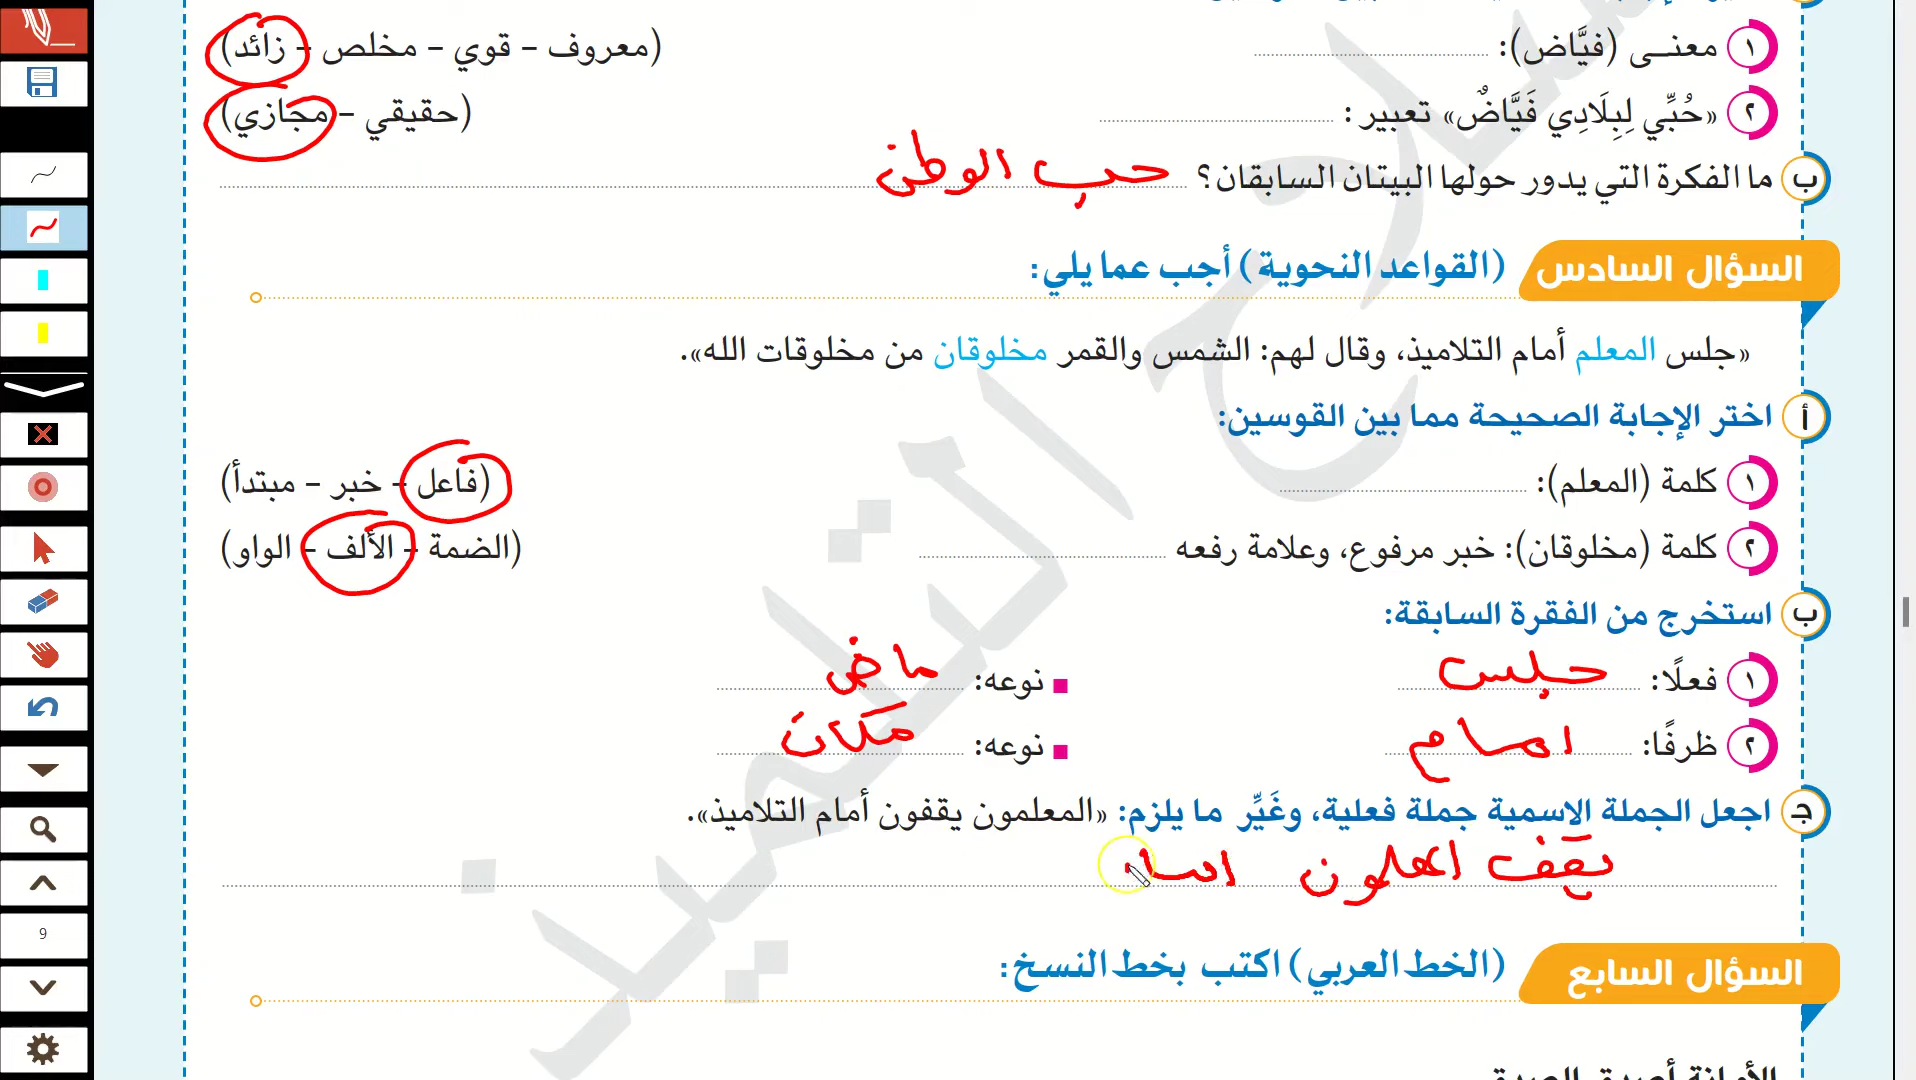 ١ معنــى (فيَّاض): (معروف - قوي - مخلص - زائد)
٢ «حُبِّي لِبِلَادِي فَيَّاضٌ» تعبير: (حقيقي - مجازي)
ب ما الفكرة التي يدور حولها البيتان السابقان؟ حب الوطن
السؤال السادس (القواعد النحوية) أجب عما يلي:
«جلس المعلم أمام التلاميذ، وقال لهم: الشمس والقمر مخلوقان من مخلوقات الله».
أ اختر الإجابة الصحيحة مما بين القوسين:
١ كلمة (المعلم): (فاعل - خبر - مبتدأ)
٢ كلمة (مخلوقان): خبر مرفوع، وعلامة رفعه (الضمة - الألف - الواو)
ب استخرج من الفقرة السابقة:
١ فعلًا: جلس نوعه: ماض
٢ ظرفًا: امام نوعه: مكان
ج اجعل الجملة الاسمية جملة فعلية، وغَيِّر ما يلزم: «المعلمون يقفون أمام التلاميذ».
يقف المعلمون اما
السؤال السابع (الخط العربي) اكتب بخط النسخ:
9
سلاح التلميذ